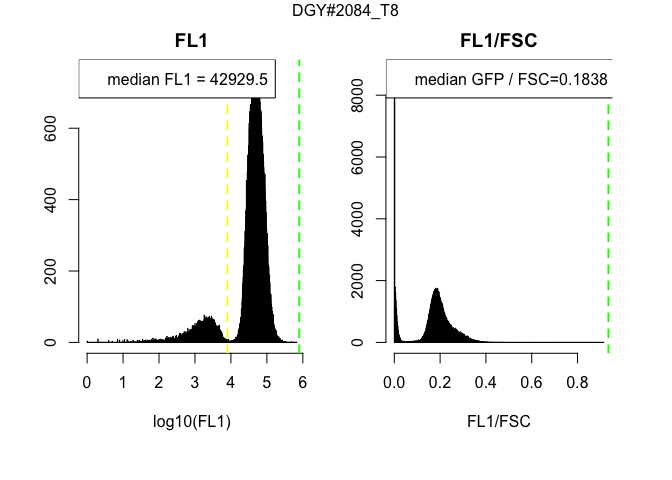 DGY#2084_T8
FL1
median FL1 = 42929.5
0
200
400
600
0 1 2 3 4 5 6
log10(FL1)
FL1/FSC
median GFP / FSC=0.1838
0
2000
4000
6000
8000
0.0 0.2 0.4 0.6 0.8
FL1/FSC